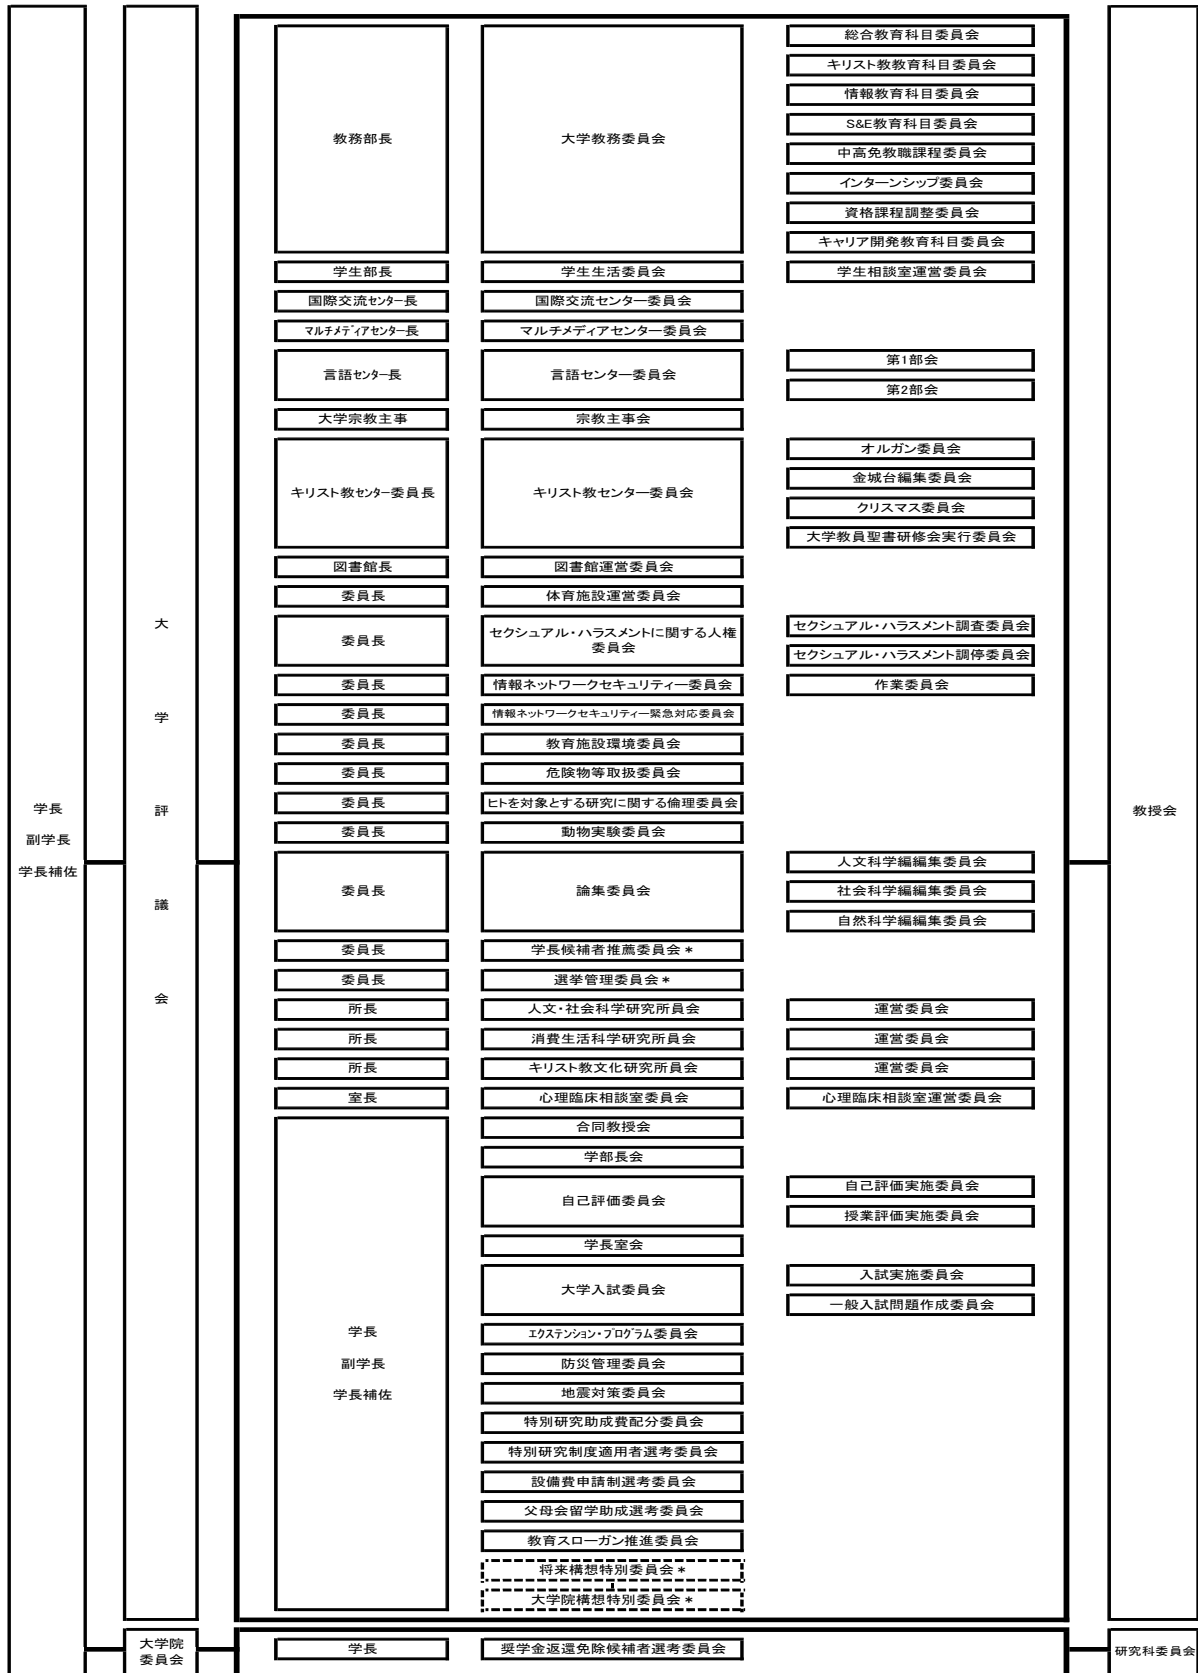 学長
副学長
学長補佐
大
学
評
議
会
教務部長
大学教務委員会
総合教育科目委員会
キリスト教教育科目委員会
情報教育科目委員会
S&E教育科目委員会
中高免教職課程委員会
インターンシップ委員会
資格課程調整委員会
キャリア開発教育科目委員会
学生部長
学生生活委員会
学生相談室運営委員会
国際交流センター長
国際交流センター委員会
マルチメディアセンター長
マルチメディアセンター委員会
言語センター長
言語センター委員会
第1部会
第2部会
大学宗教主事
宗教主事会
キリスト教センター委員長
キリスト教センター委員会
オルガン委員会
金城台編集委員会
クリスマス委員会
大学教員聖書研修会実行委員会
図書館長
図書館運営委員会
委員長
体育施設運営委員会
委員長
セクシュアル・ハラスメントに関する人権
委員会
セクシュアル・ハラスメント調査委員会
セクシュアル・ハラスメント調停委員会
委員長
情報ネットワークセキュリティー委員会
作業委員会
委員長
情報ネットワークセキュリティー緊急対応委員会
委員長
教育施設環境委員会
委員長
危険物等取扱委員会
委員長
ヒトを対象とする研究に関する倫理委員会
委員長
動物実験委員会
委員長
論集委員会
人文科学編編集委員会
社会科学編編集委員会
自然科学編編集委員会
委員長
学長候補者推薦委員会＊
委員長
選挙管理委員会＊
所長
人文・社会科学研究所員会
運営委員会
所長
消費生活科学研究所員会
運営委員会
所長
キリスト教文化研究所員会
運営委員会
室長
心理臨床相談室委員会
心理臨床相談室運営委員会
学長
副学長
学長補佐
合同教授会
学部長会
自己評価委員会
自己評価実施委員会
授業評価実施委員会
学長室会
大学入試委員会
入試実施委員会
一般入試問題作成委員会
エクステンション・プログラム委員会
防災管理委員会
地震対策委員会
特別研究助成費配分委員会
特別研究制度適用者選考委員会
設備費申請制選考委員会
父母会留学助成選考委員会
教育スローガン推進委員会
将来構想特別委員会＊
大学院構想特別委員会＊
教授会
大学院
委員会
学長
奨学金返還免除候補者選考委員会
研究科委員会